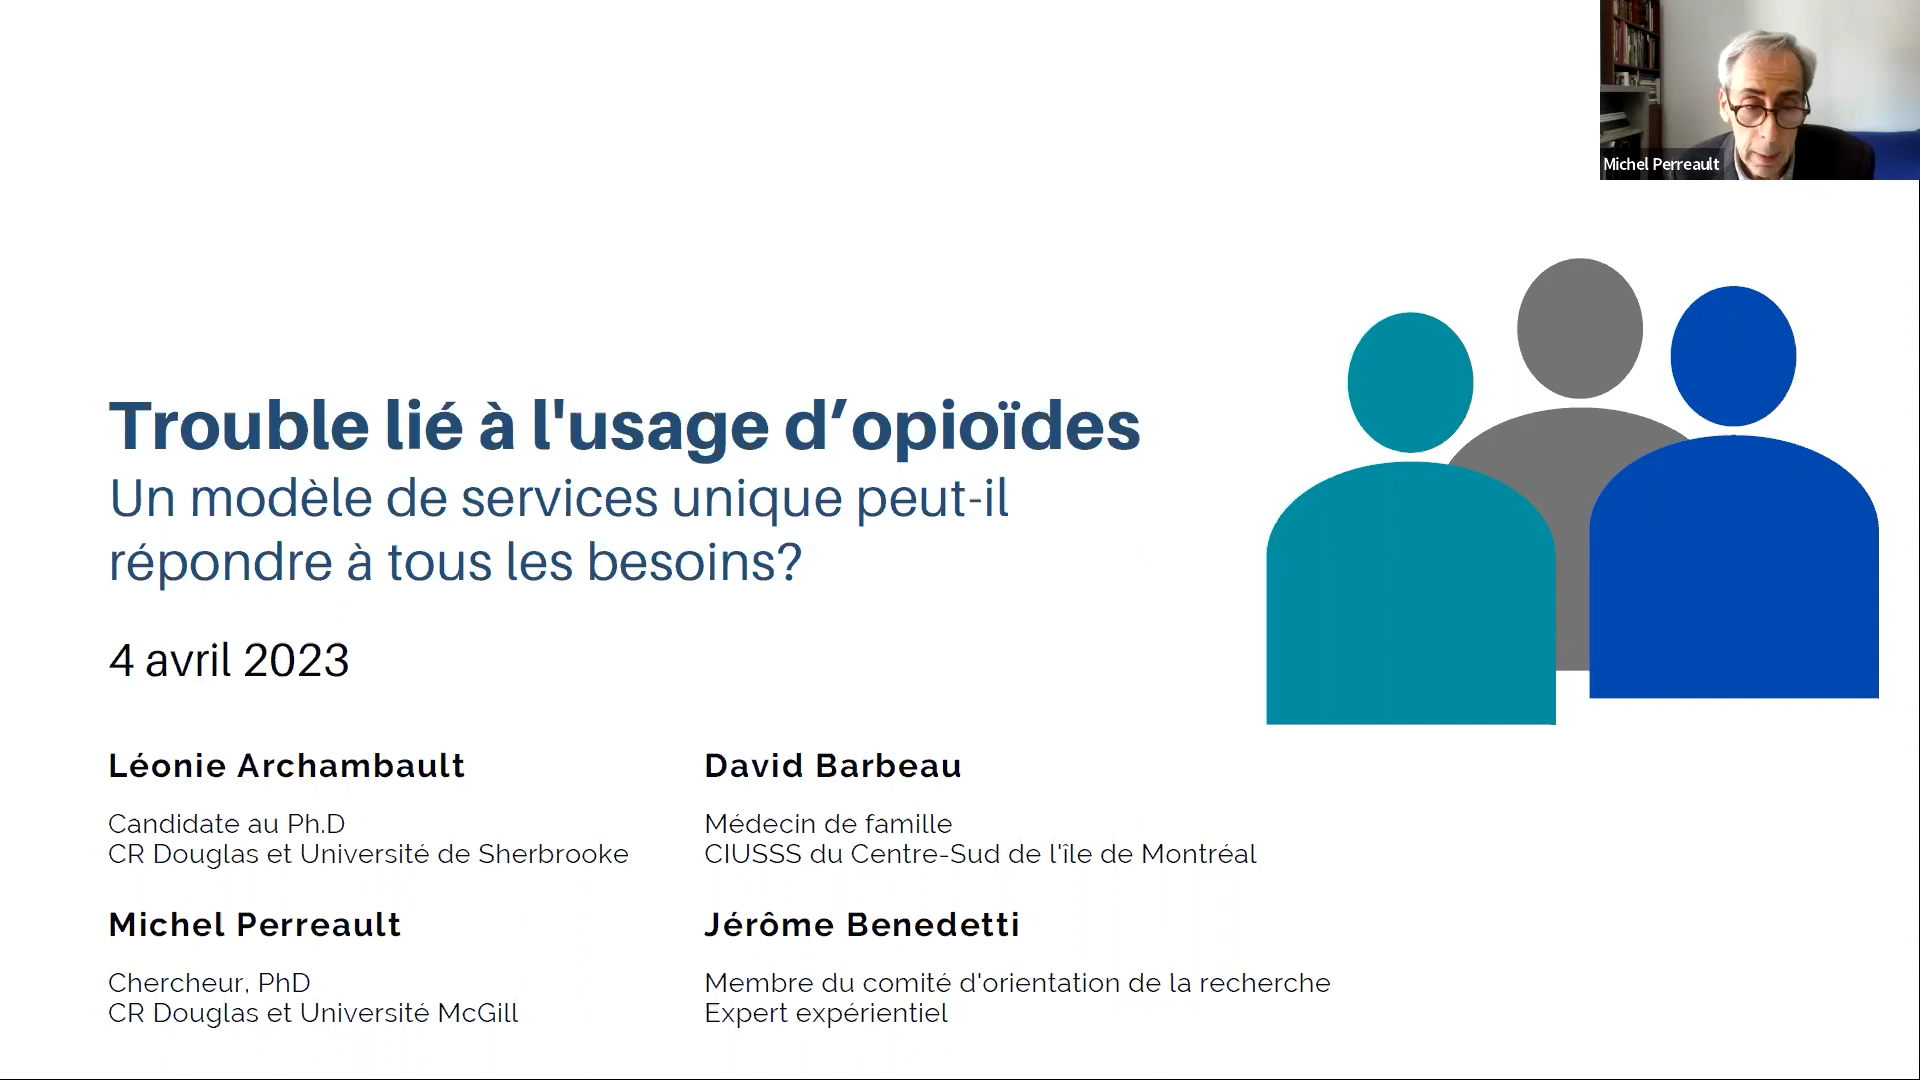 Michel Perreault
Trouble lié à l'usage d’opioïdes
Un modèle de services unique peut-il
répondre à tous les besoins?
4 avril 2023
Léonie Archambault
Candidate au Ph.D
CR Douglas et Université de Sherbrooke
David Barbeau
Médecin de famille
CIUSSS du Centre-Sud de l'île de Montréal
Michel Perreault
Chercheur, PhD
CR Douglas et Université McGill
Jérôme Benedetti
Membre du comité d'orientation de la recherche
Expert expérientiel